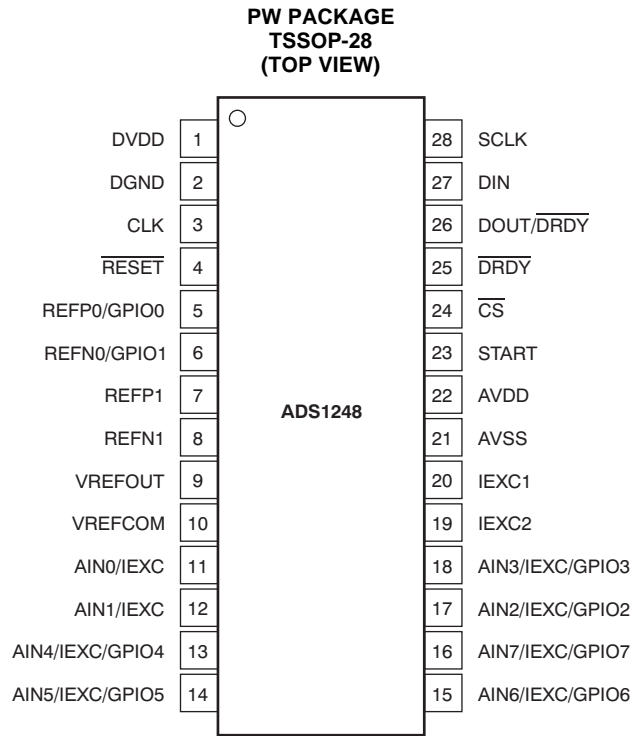 PW PACKAGE
TSSOP-28
(TOP VIEW)
DVDD 1 28 SCLK
DGND 2 27 DIN
CLK 3 26 DOUT/D̅R̅D̅Y̅
R̅E̅S̅E̅T̅ 4 25 D̅R̅D̅Y̅
REFP0/GPIO0 5 24 C̅S̅
REFN0/GPIO1 6 23 START
REFP1 7 22 AVDD
ADS1248
REFN1 8 21 AVSS
VREFOUT 9 20 IEXC1
VREFCOM 10 19 IEXC2
AIN0/IEXC 11 18 AIN3/IEXC/GPIO3
AIN1/IEXC 12 17 AIN2/IEXC/GPIO2
AIN4/IEXC/GPIO4 13 16 AIN7/IEXC/GPIO7
AIN5/IEXC/GPIO5 14 15 AIN6/IEXC/GPIO6